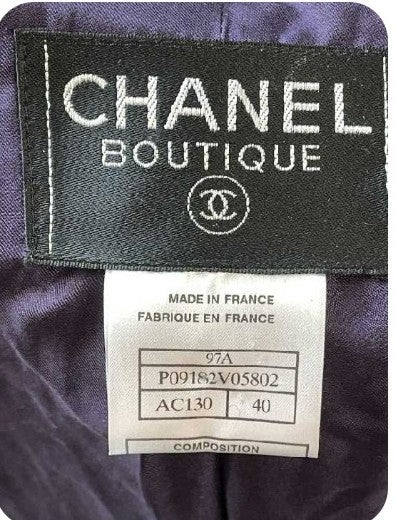 CHANEL
BOUTIQUE
MADE IN FRANCE
FABRIQUE EN FRANCE
97A
P09182V05802
AC130 40
COMPOSITION